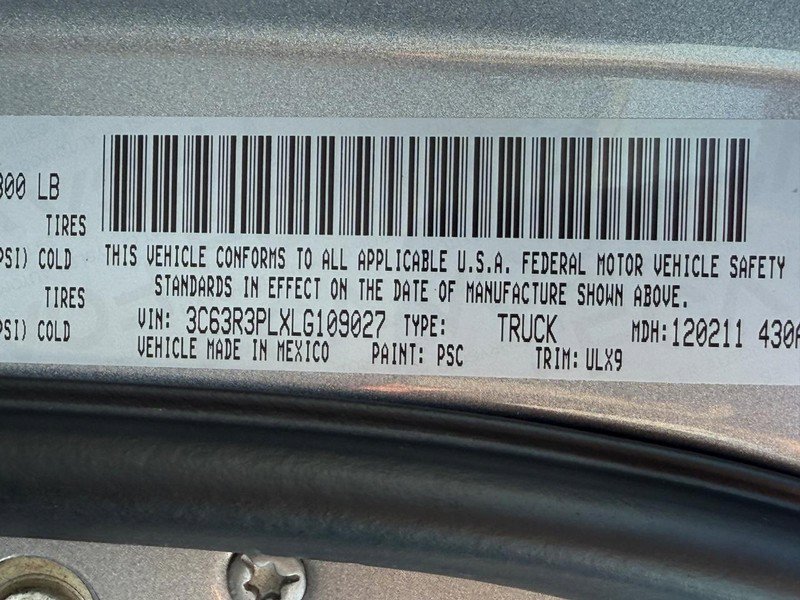 800 LB
TIRES
PSI) COLD
TIRES
PSI) COLD
THIS VEHICLE CONFORMS TO ALL APPLICABLE U.S.A. FEDERAL MOTOR VEHICLE SAFETY
STANDARDS IN EFFECT ON THE DATE OF MANUFACTURE SHOWN ABOVE.
VIN: 3C63R3PLXLG109027 TYPE: TRUCK MDH: 120211 430A
VEHICLE MADE IN MEXICO PAINT: PSC TRIM: ULX9